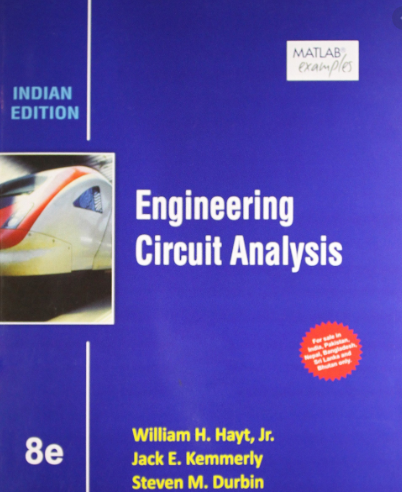 MATLAB®
examples
INDIAN
EDITION
Engineering
Circuit Analysis
For sale in
India, Pakistan,
Nepal, Bangladesh,
Sri Lanka and
Bhutan only
8e
William H. Hayt, Jr.
Jack E. Kemmerly
Steven M. Durbin